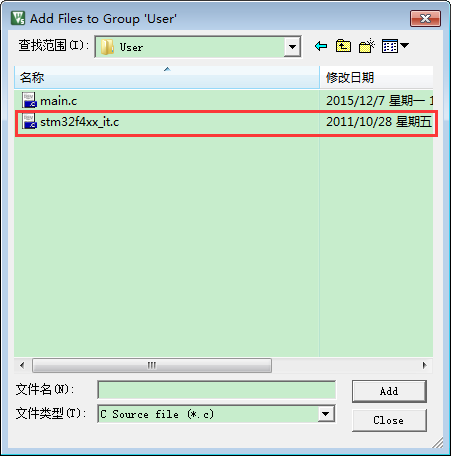 Add Files to Group 'User'
查找范围(I): User
名称 修改日期
main.c 2015/12/7 星期一 1
stm32f4xx_it.c 2011/10/28 星期五
文件名(N): Add
文件类型(T): C Source file (*.c) Close